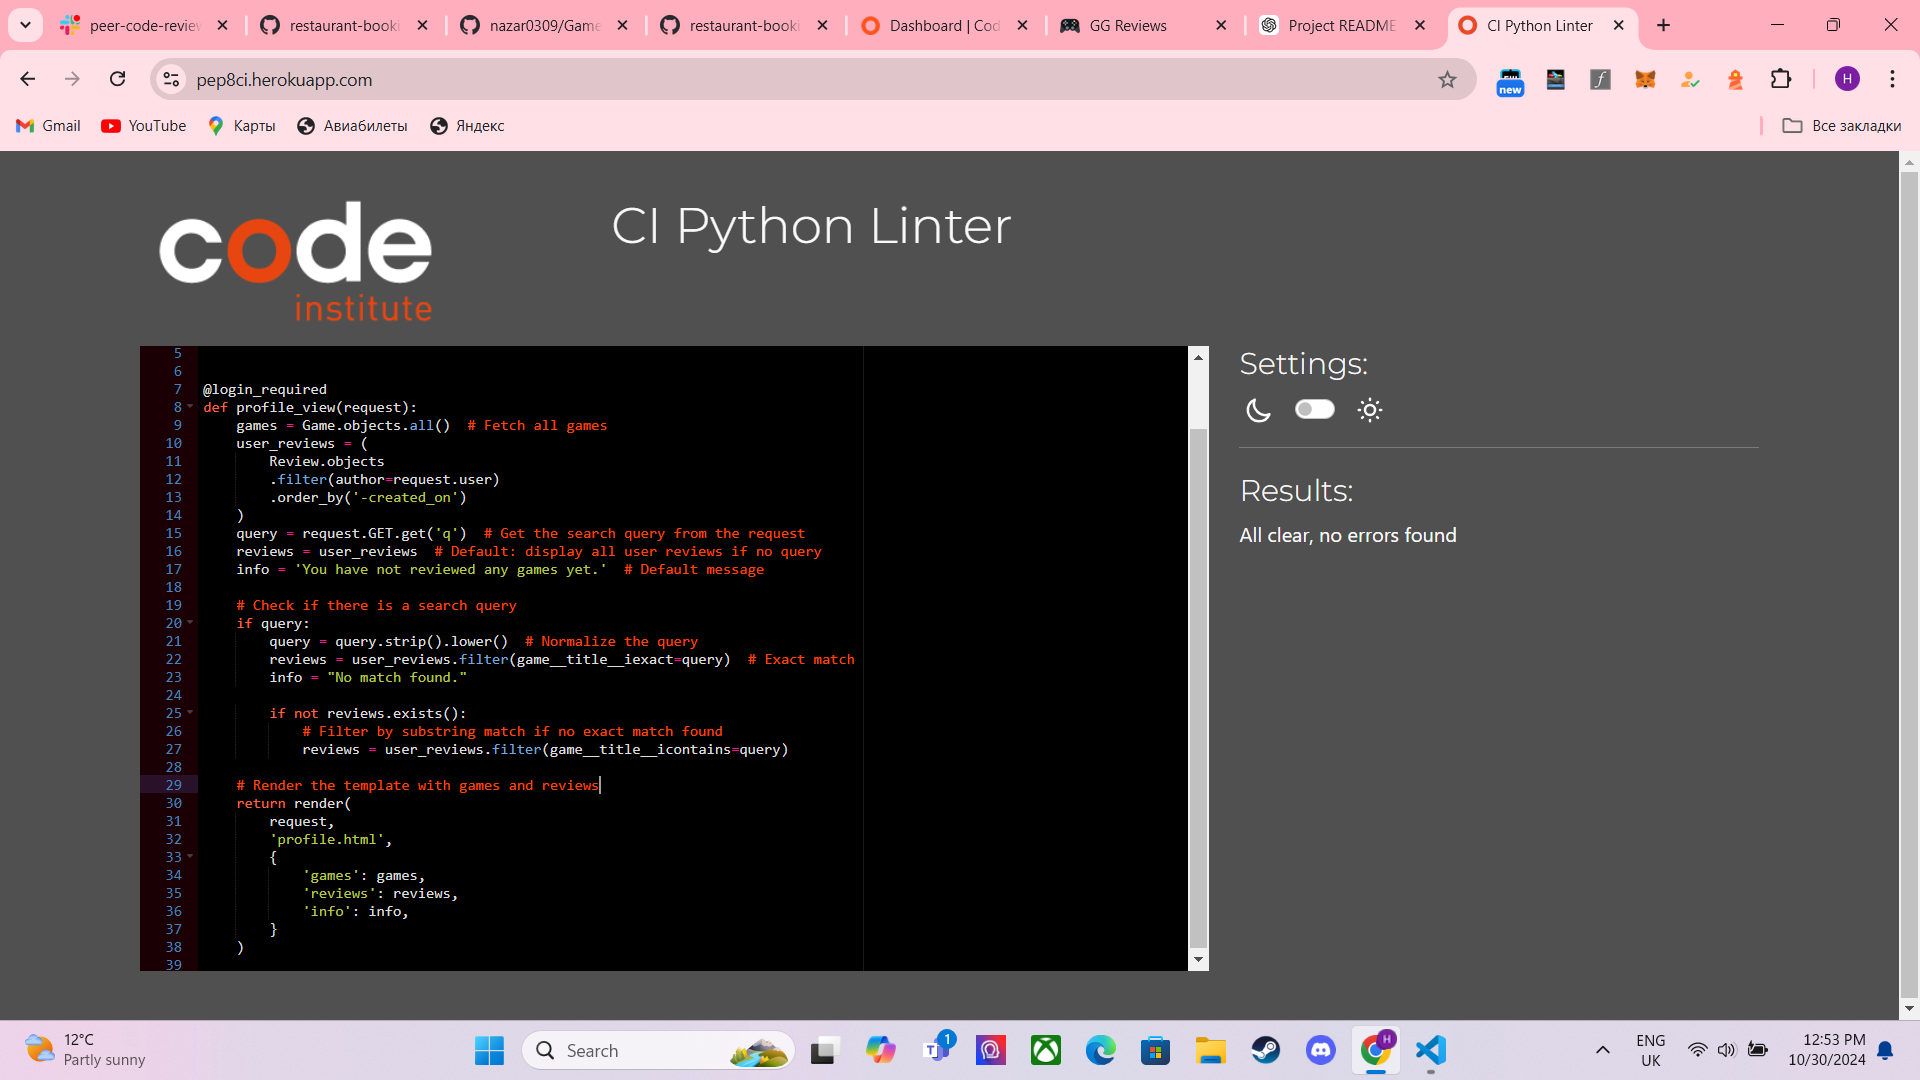 peer-code-review
restaurant-booki
nazar0309/Game
restaurant-booki
Dashboard | Cod
GG Reviews
Project README
CI Python Linter
pep8ci.herokuapp.com
new
H
Gmail
YouTube
Карты
Авиабилеты
Яндекс
Все закладки
code
institute
CI Python Linter
5
6
7 @login_required
8 def profile_view(request):
9 games = Game.objects.all()  # Fetch all games
10 user_reviews = (
11 Review.objects
12 .filter(author=request.user)
13 .order_by('-created_on')
14 )
15 query = request.GET.get('q')  # Get the search query from the request
16 reviews = user_reviews  # Default: display all user reviews if no query
17 info = 'You have not reviewed any games yet.'  # Default message
18
19 # Check if there is a search query
20 if query:
21 query = query.strip().lower()  # Normalize the query
22 reviews = user_reviews.filter(game__title__iexact=query)  # Exact match
23 info = "No match found."
24
25 if not reviews.exists():
26 # Filter by substring match if no exact match found
27 reviews = user_reviews.filter(game__title__icontains=query)
28
29 # Render the template with games and reviews
30 return render(
31 request,
32 'profile.html',
33 {
34 'games': games,
35 'reviews': reviews,
36 'info': info,
37 }
38 )
39
Settings:
Results:
All clear, no errors found
12°C
Partly sunny
Search
1
H
ENG
UK
12:53 PM
10/30/2024